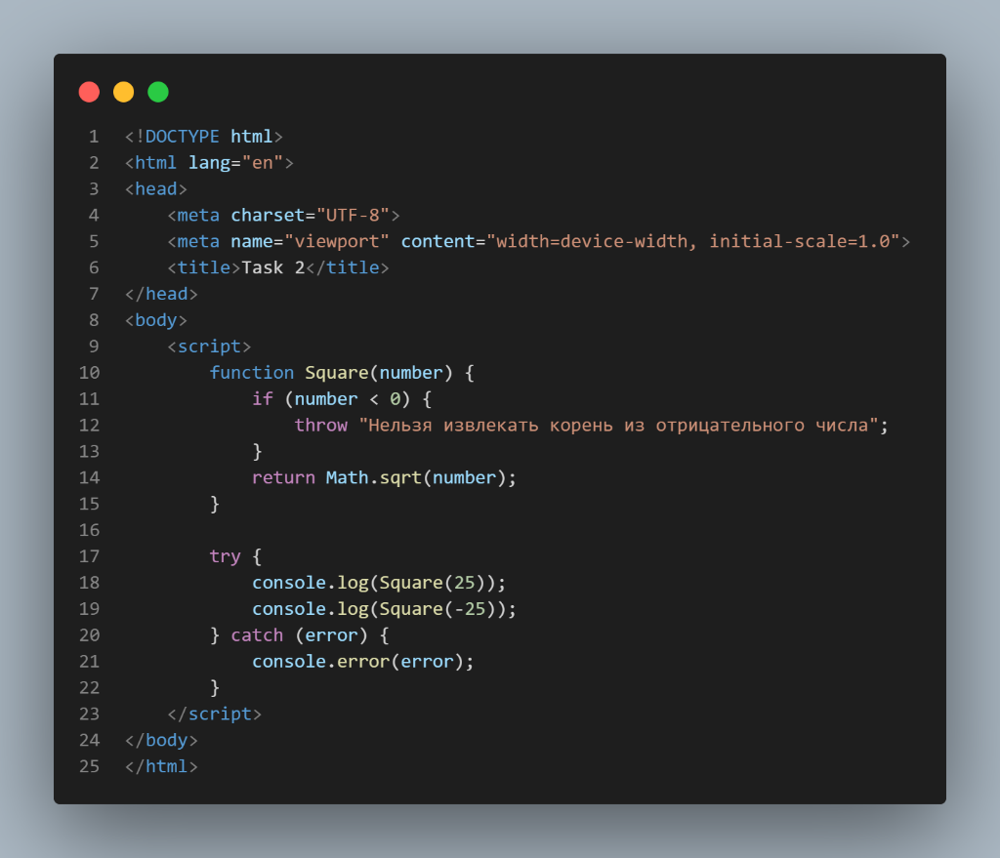 1 <!DOCTYPE html>
2 <html lang="en">
3 <head>
4     <meta charset="UTF-8">
5     <meta name="viewport" content="width=device-width, initial-scale=1.0">
6     <title>Task 2</title>
7 </head>
8 <body>
9     <script>
10         function Square(number) {
11             if (number < 0) {
12                 throw "Нельзя извлекать корень из отрицательного числа";
13             }
14             return Math.sqrt(number);
15         }
16
17         try {
18             console.log(Square(25));
19             console.log(Square(-25));
20         } catch (error) {
21             console.error(error);
22         }
23     </script>
24 </body>
25 </html>